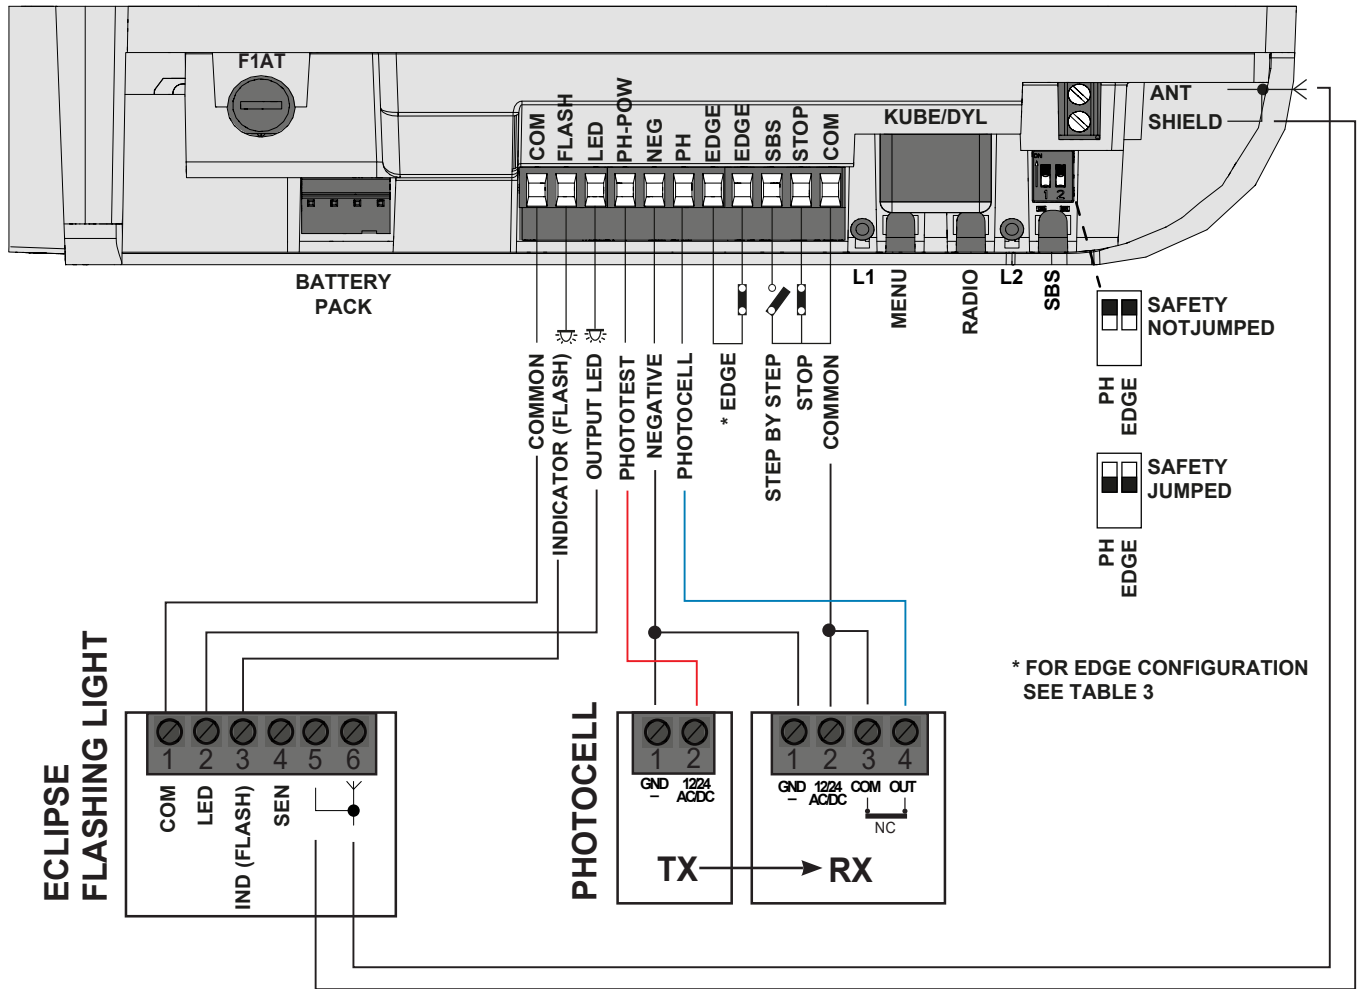 F1AT
COM
FLASH
LED
PH-POW
NEG
PH
EDGE
EDGE
SBS
STOP
COM
KUBE/DYL
ANT
SHIELD
ON
1 2
BATTERY
PACK
L1
MENU
RADIO
L2
SBS
SAFETY
NOTJUMPED
PH
EDGE
SAFETY
JUMPED
PH
EDGE
COMMON
INDICATOR (FLASH)
OUTPUT LED
PHOTOTEST
NEGATIVE
PHOTOCELL
* EDGE
STEP BY STEP
STOP
COMMON
* FOR EDGE CONFIGURATION
SEE TABLE 3
ECLIPSE
FLASHING LIGHT
1 2 3 4 5 6
COM
LED
IND (FLASH)
SEN
PHOTOCELL
1 2
GND
–
12/24
AC/DC
TX
1 2 3 4
GND
–
12/24
AC/DC
COM
OUT
NC
RX